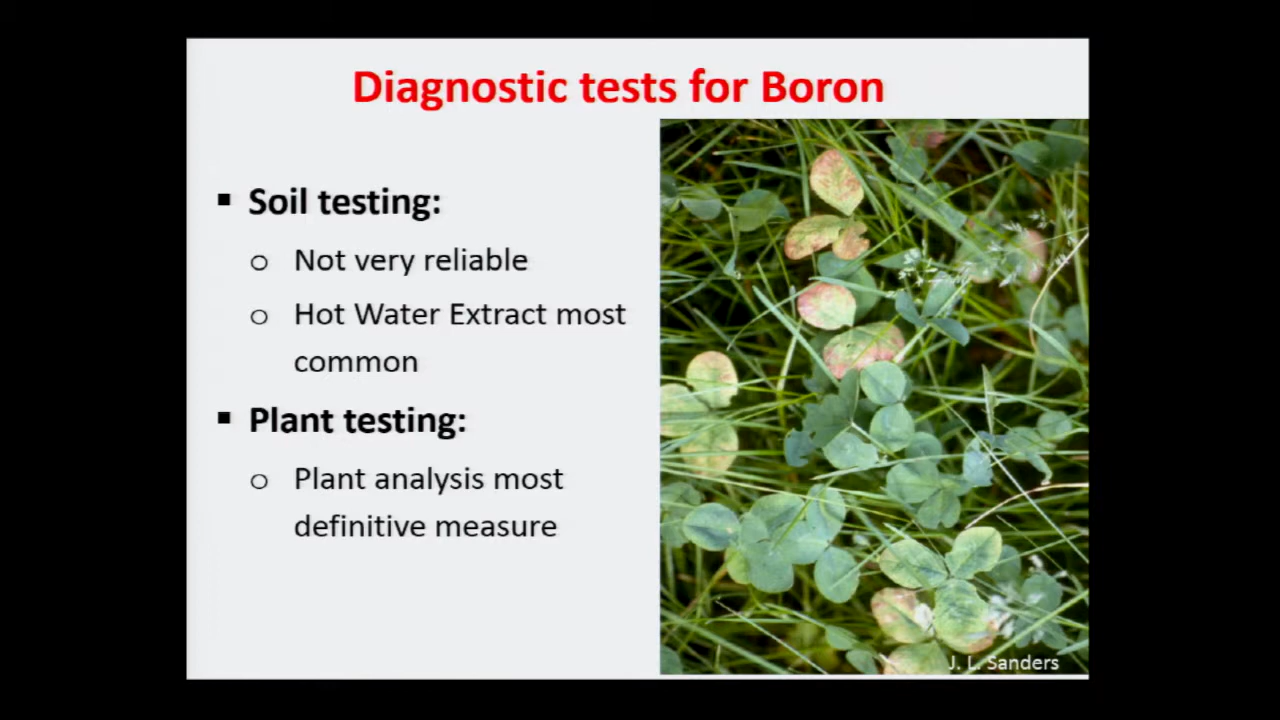 Diagnostic tests for Boron
▪ Soil testing:
o Not very reliable
o Hot Water Extract most
common
▪ Plant testing:
o Plant analysis most
definitive measure
J. L. Sanders